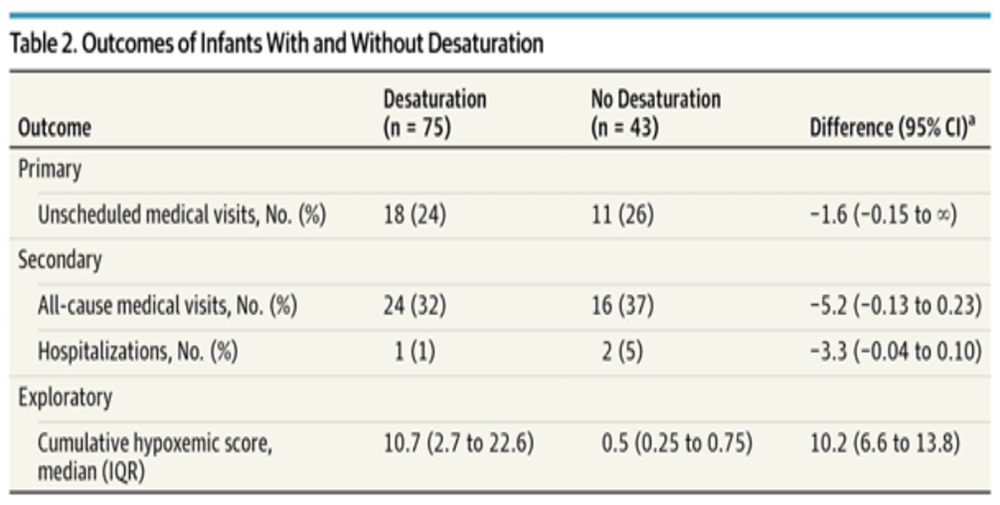 Table 2. Outcomes of Infants With and Without Desaturation
Outcome Desaturation (n = 75) No Desaturation (n = 43) Difference (95% CI)ª
Primary
Unscheduled medical visits, No. (%) 18 (24) 11 (26) −1.6 (−0.15 to ∞)
Secondary
All-cause medical visits, No. (%) 24 (32) 16 (37) −5.2 (−0.13 to 0.23)
Hospitalizations, No. (%) 1 (1) 2 (5) −3.3 (−0.04 to 0.10)
Exploratory
Cumulative hypoxemic score, 10.7 (2.7 to 22.6) 0.5 (0.25 to 0.75) 10.2 (6.6 to 13.8)
median (IQR)